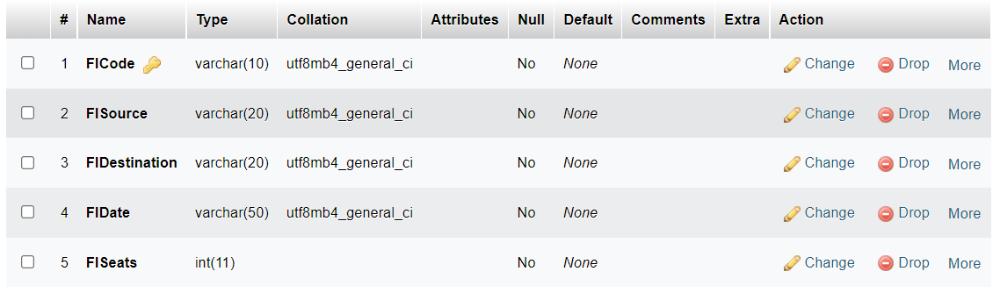 # Name Type Collation Attributes Null Default Comments Extra Action
1 FlCode varchar(10) utf8mb4_general_ci No None Change Drop More
2 FlSource varchar(20) utf8mb4_general_ci No None Change Drop More
3 FlDestination varchar(20) utf8mb4_general_ci No None Change Drop More
4 FlDate varchar(50) utf8mb4_general_ci No None Change Drop More
5 FlSeats int(11) No None Change Drop More